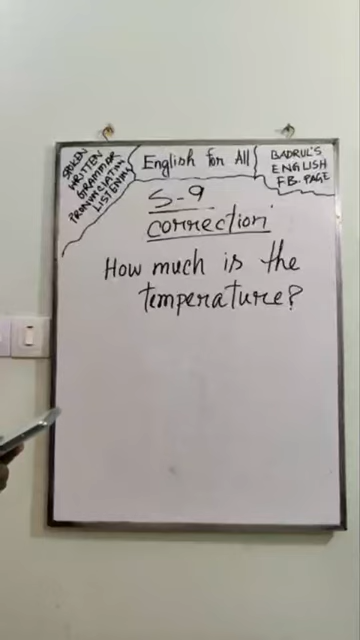 SPOKEN
WRITTEN
GRAMMAR
PRONUNCIATION
LISTENING
English for All
BADRUL'S
ENGLISH
FB. PAGE
S-9
correction
How much is the
temperature?